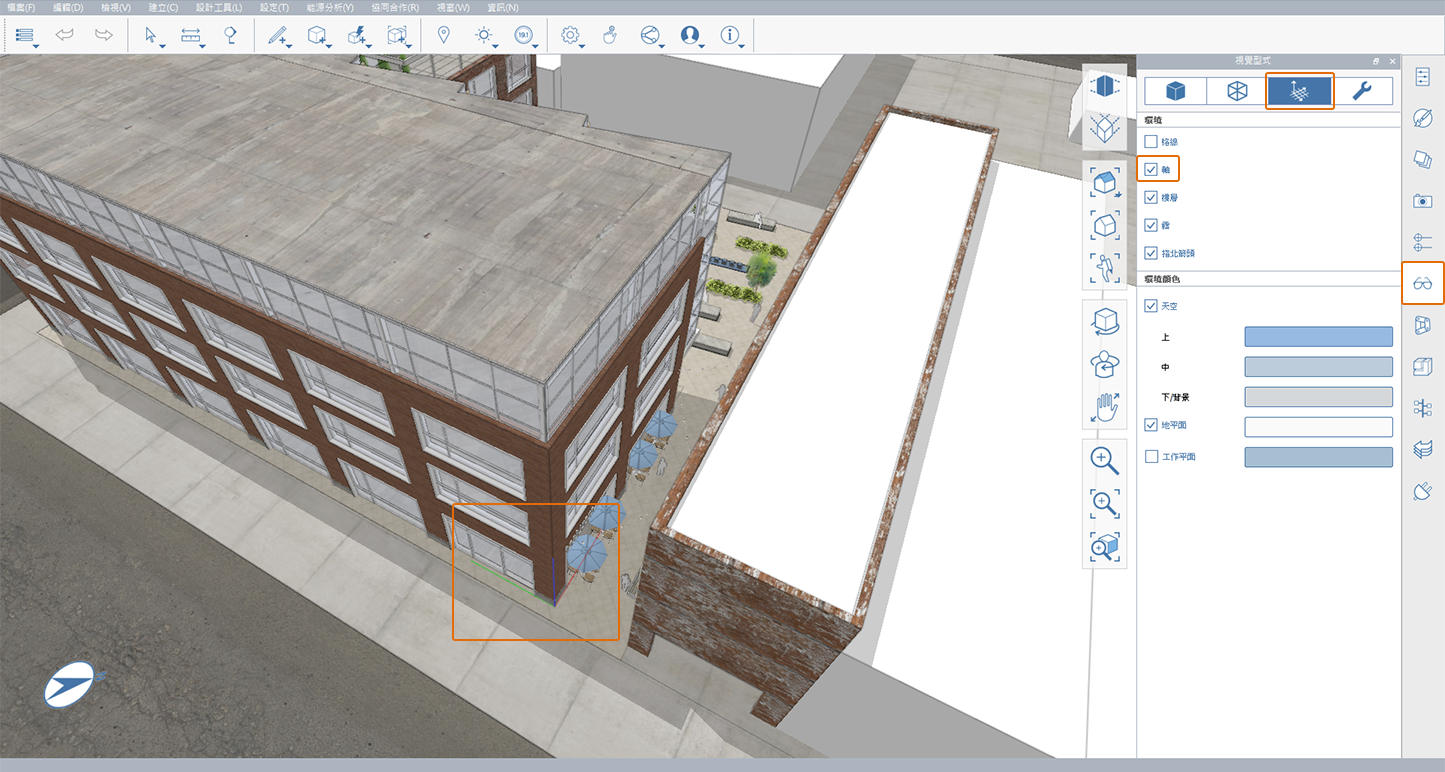 檔案(F) 編輯(D) 檢視(V) 建立(C) 設計工具(L) 設定(T) 能源分析(Y) 協同合作(R) 視窗(W) 資訊(N)
19.1
視覺型式
環境
格線
軸
樓層
霧
指北箭頭
環境顏色
天空
上
中
下/背景
地平面
工作平面